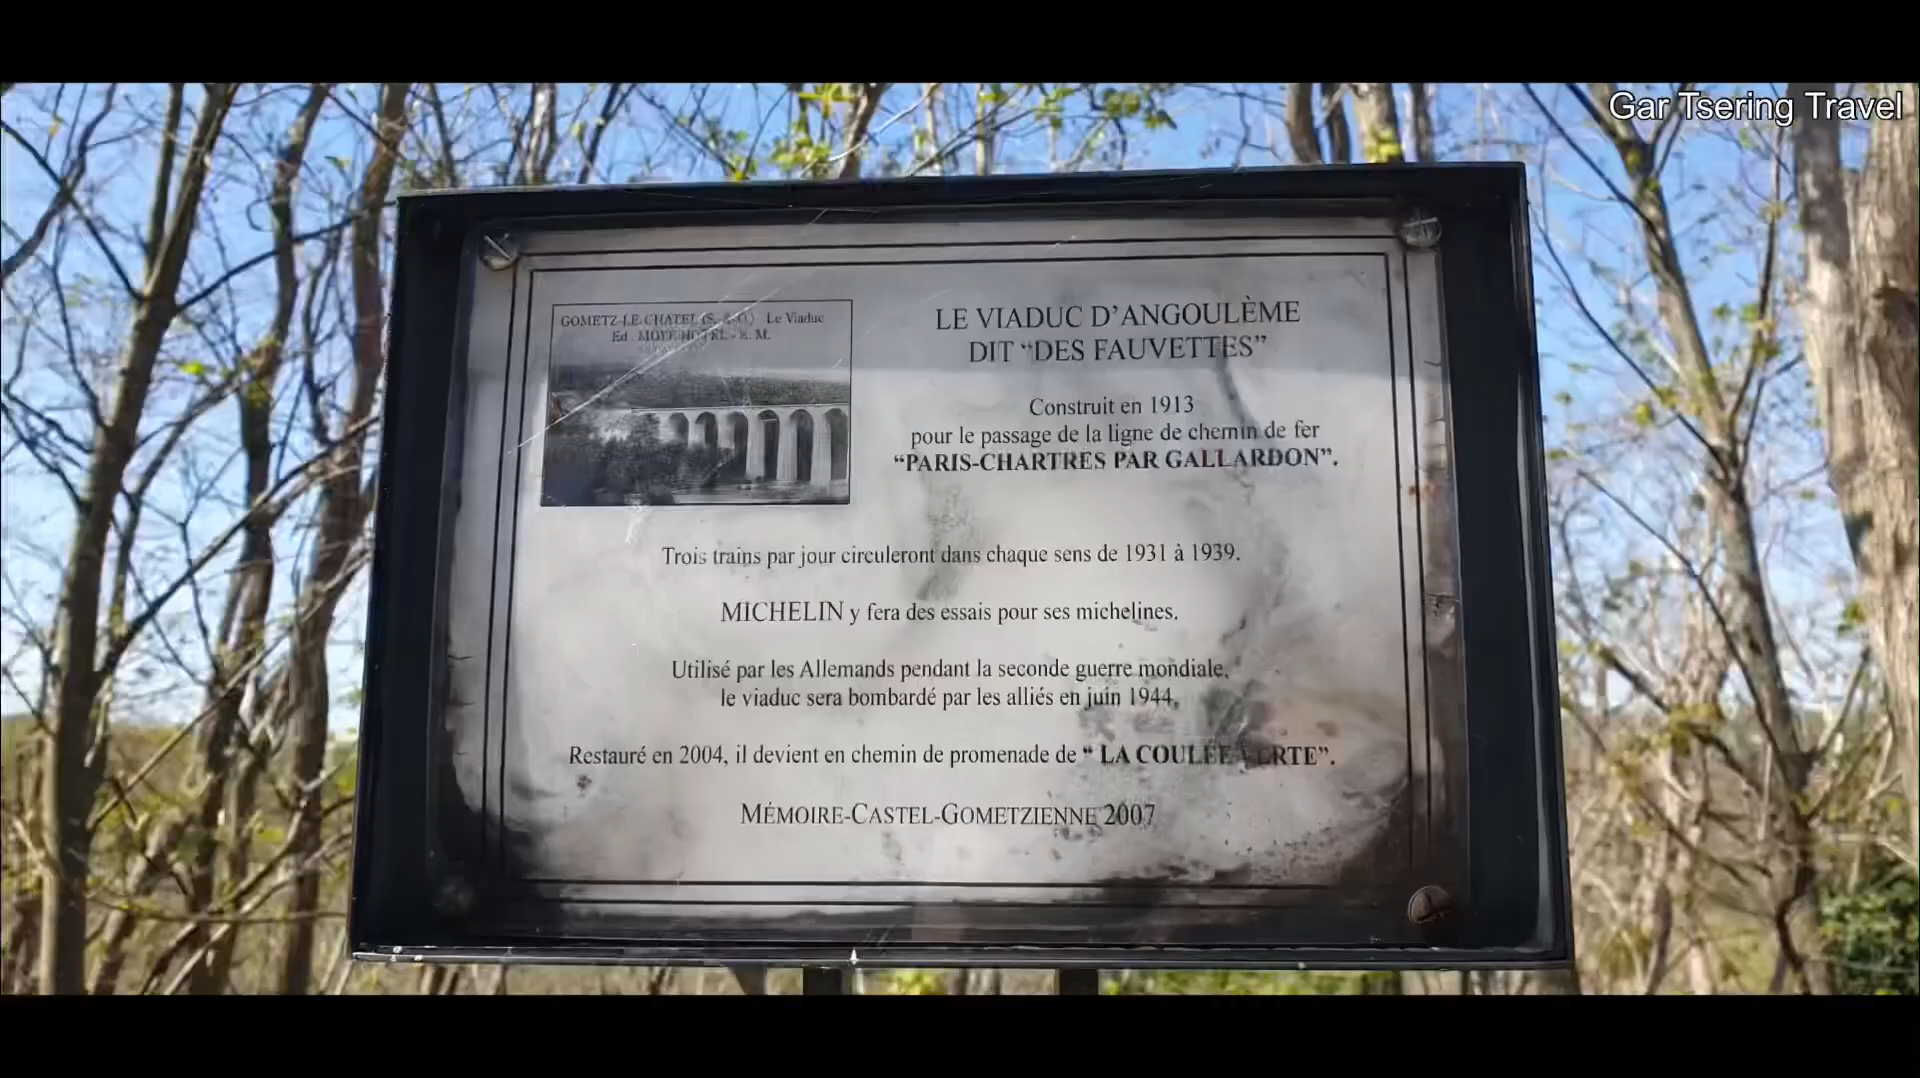 Gar Tsering Travel
GOMETZ-LE-CHATEL (S.-&-O.) Le Viaduc
Ed.
LE VIADUC D'ANGOULÈME
DIT “DES FAUVETTES”
Construit en 1913
pour le passage de la ligne de chemin de fer
“PARIS-CHARTRES PAR GALLARDON”.
Trois trains par jour circuleront dans chaque sens de 1931 à 1939.
MICHELIN y fera des essais pour ses michelines.
Utilisé par les Allemands pendant la seconde guerre mondiale,
le viaduc sera bombardé par les alliés en juin 1944.
Restauré en 2004, il devient en chemin de promenade de “ LA COULÉE VERTE”.
MÉMOIRE-CASTEL-GOMETZIENNE 2007